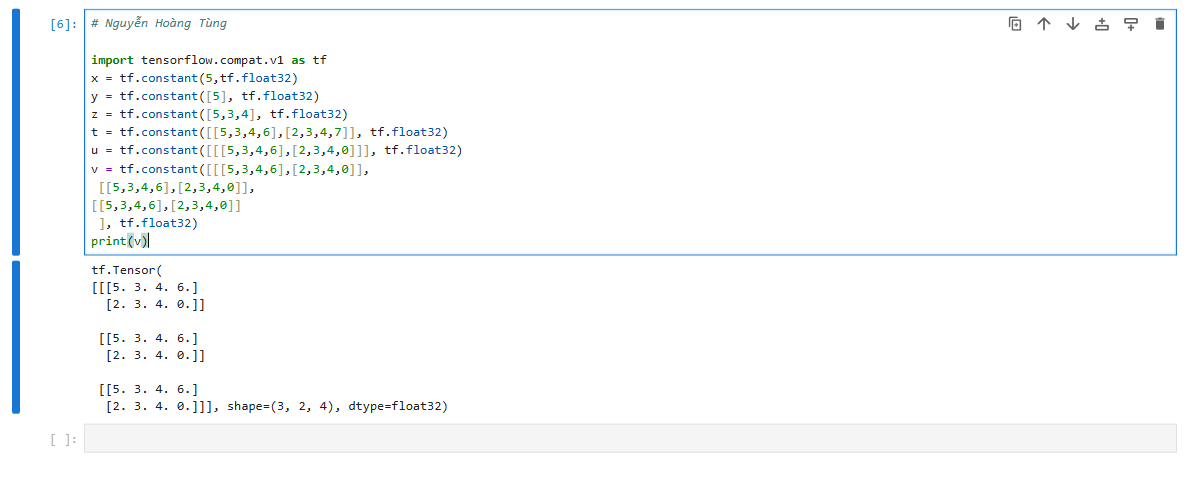 [6]:
# Nguyễn Hoàng Tùng
import tensorflow.compat.v1 as tf
x = tf.constant(5,tf.float32)
y = tf.constant([5], tf.float32)
z = tf.constant([5,3,4], tf.float32)
t = tf.constant([[5,3,4,6],[2,3,4,7]], tf.float32)
u = tf.constant([[[5,3,4,6],[2,3,4,0]]], tf.float32)
v = tf.constant([[[5,3,4,6],[2,3,4,0]],
 [[5,3,4,6],[2,3,4,0]],
[[5,3,4,6],[2,3,4,0]]
 ], tf.float32)
print(v)
tf.Tensor(
[[[5. 3. 4. 6.]
  [2. 3. 4. 0.]]
 [[5. 3. 4. 6.]
  [2. 3. 4. 0.]]
 [[5. 3. 4. 6.]
  [2. 3. 4. 0.]]], shape=(3, 2, 4), dtype=float32)
[ ]: